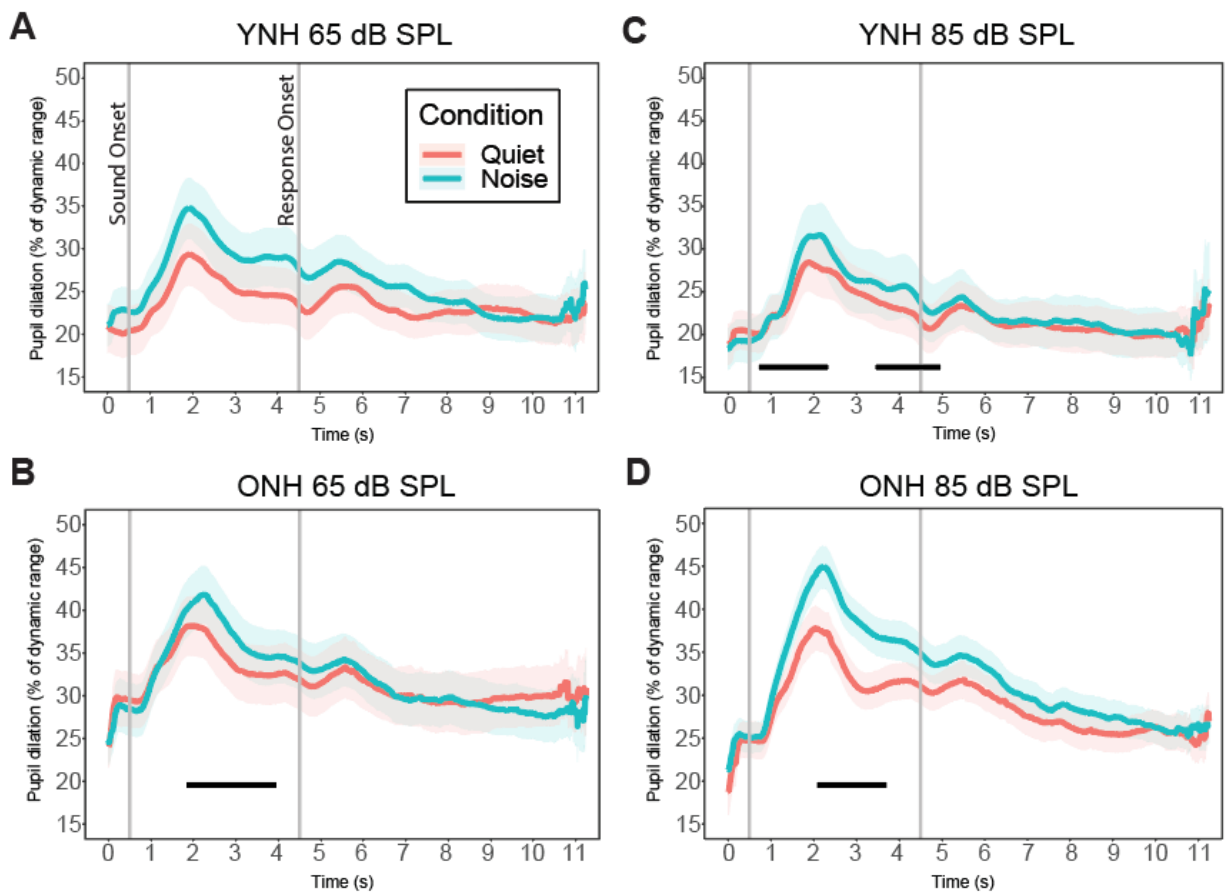 A
YNH 65 dB SPL
Pupil dilation (% of dynamic range)
50
45
40
35
30
25
20
15
Sound Onset
Response Onset
Condition
Quiet
Noise
0 1 2 3 4 5 6 7 8 9 10 11
Time (s)
C
YNH 85 dB SPL
Pupil dilation (% of dynamic range)
50
45
40
35
30
25
20
15
0 1 2 3 4 5 6 7 8 9 10 11
Time (s)
B
ONH 65 dB SPL
Pupil dilation (% of dynamic range)
50
45
40
35
30
25
20
15
0 1 2 3 4 5 6 7 8 9 10 11
Time (s)
D
ONH 85 dB SPL
Pupil dilation (% of dynamic range)
50
45
40
35
30
25
20
15
0 1 2 3 4 5 6 7 8 9 10 11
Time (s)